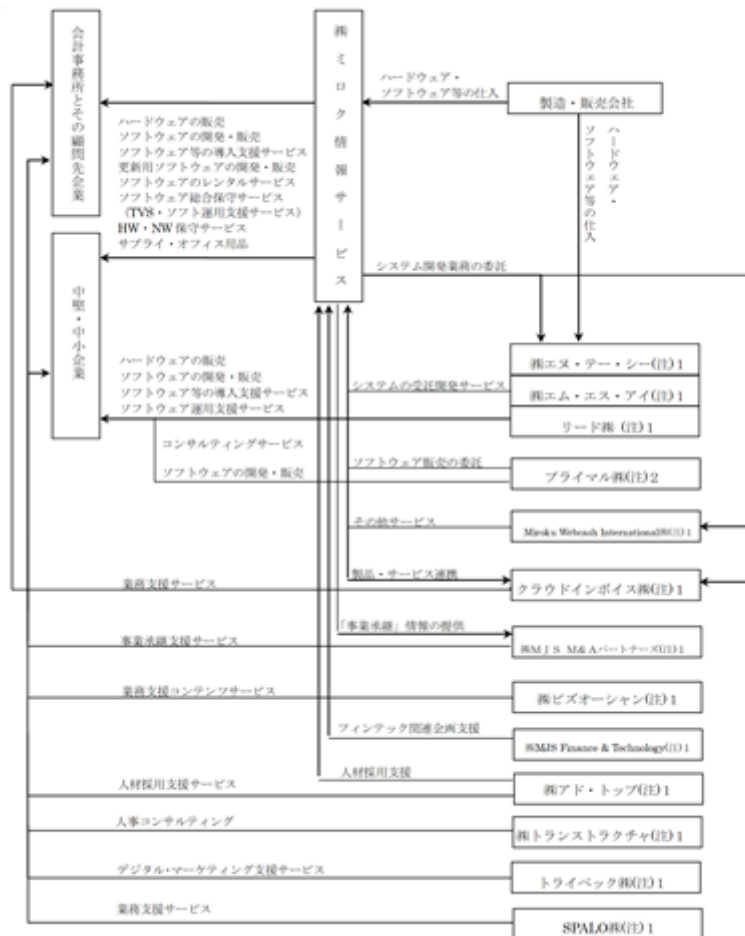 会計事務所とその顧問先企業
㈱ミロク情報サービス
ハードウェア・
ソフトウェア等の仕入
製造・販売会社
ハードウェア・
ソフトウェア等の仕入
ハードウェアの販売
ソフトウェアの開発・販売
ソフトウェア等の導入支援サービス
更新用ソフトウェアの開発・販売
ソフトウェアのレンタルサービス
ソフトウェア総合保守サービス
（TVS・ソフト運用支援サービス）
HW・NW保守サービス
サプライ・オフィス用品
中堅・中小企業
システム開発業務の委託
ハードウェアの販売
ソフトウェアの開発・販売
ソフトウェア等の導入支援サービス
ソフトウェア運用支援サービス
システムの受託開発サービス
㈱エヌ・テー・シー(注)1
㈱エム・エス・アイ(注)1
リード㈱（注)1
コンサルティングサービス
ソフトウェアの開発・販売
ソフトウェア販売の委託
プライマル㈱(注)2
その他サービス
Miroku Webcash International㈱(注)1
製品・サービス連携
業務支援サービス
クラウドインボイス㈱(注)1
「事業承継」情報の提供
事業承継支援サービス
㈱MJS M&Aパートナーズ(注)1
業務支援コンテンツサービス
㈱ビズオーシャン(注)1
フィンテック関連企画支援
㈱MJS Finance & Technology(注)1
人材採用支援
人材採用支援サービス
㈱アド・トップ(注)1
人事コンサルティング
㈱トランストラクチャ(注)1
デジタル・マーケティング支援サービス
トライベック㈱(注)1
業務支援サービス
SPALO㈱(注)1